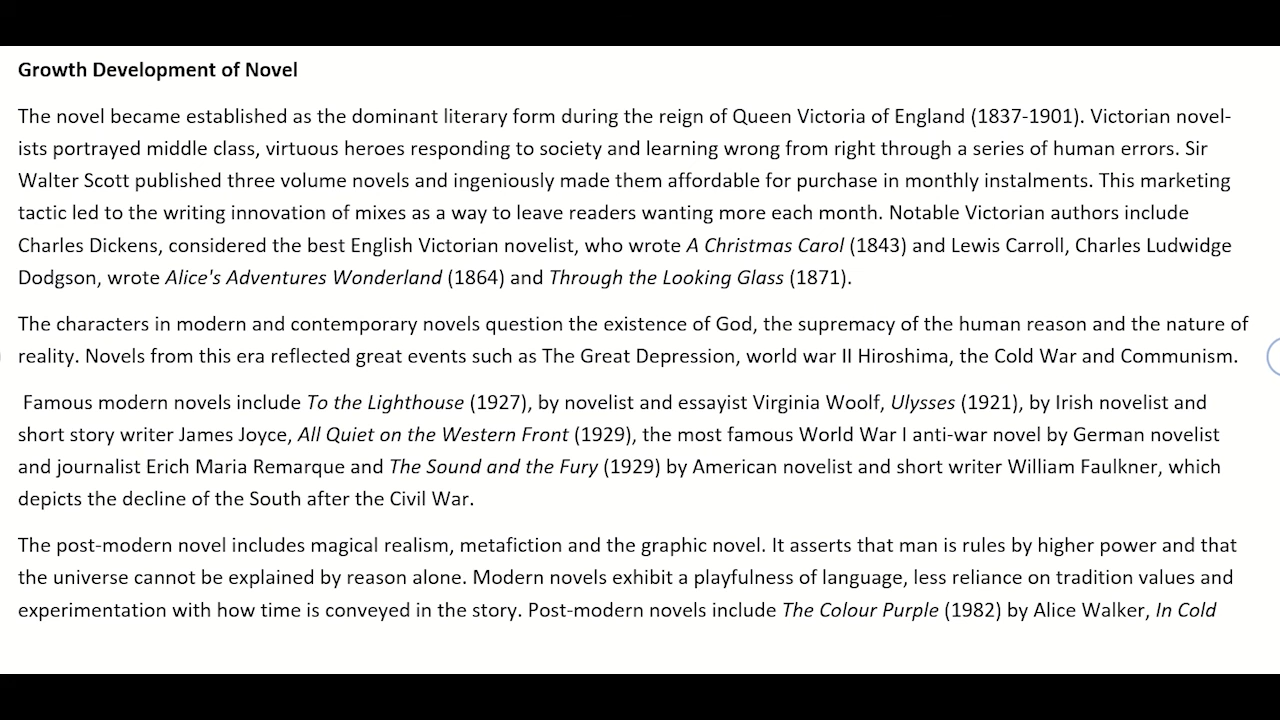 Growth Development of Novel
The novel became established as the dominant literary form during the reign of Queen Victoria of England (1837-1901). Victorian novel-
ists portrayed middle class, virtuous heroes responding to society and learning wrong from right through a series of human errors. Sir
Walter Scott published three volume novels and ingeniously made them affordable for purchase in monthly instalments. This marketing
tactic led to the writing innovation of mixes as a way to leave readers wanting more each month. Notable Victorian authors include
Charles Dickens, considered the best English Victorian novelist, who wrote A Christmas Carol (1843) and Lewis Carroll, Charles Ludwidge
Dodgson, wrote Alice's Adventures Wonderland (1864) and Through the Looking Glass (1871).
The characters in modern and contemporary novels question the existence of God, the supremacy of the human reason and the nature of
reality. Novels from this era reflected great events such as The Great Depression, world war II Hiroshima, the Cold War and Communism.
Famous modern novels include To the Lighthouse (1927), by novelist and essayist Virginia Woolf, Ulysses (1921), by Irish novelist and
short story writer James Joyce, All Quiet on the Western Front (1929), the most famous World War I anti-war novel by German novelist
and journalist Erich Maria Remarque and The Sound and the Fury (1929) by American novelist and short writer William Faulkner, which
depicts the decline of the South after the Civil War.
The post-modern novel includes magical realism, metafiction and the graphic novel. It asserts that man is rules by higher power and that
the universe cannot be explained by reason alone. Modern novels exhibit a playfulness of language, less reliance on tradition values and
experimentation with how time is conveyed in the story. Post-modern novels include The Colour Purple (1982) by Alice Walker, In Cold